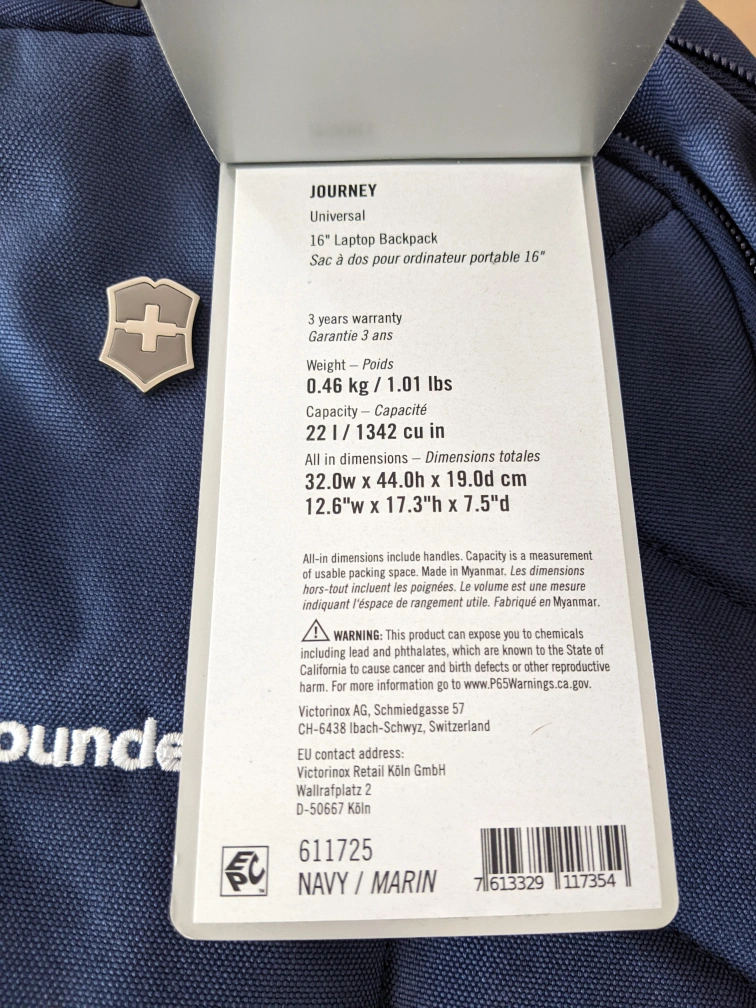 JOURNEY
Universal
16" Laptop Backpack
Sac à dos pour ordinateur portable 16"
3 years warranty
Garantie 3 ans
Weight – Poids
0.46 kg / 1.01 lbs
Capacity – Capacité
22 l / 1342 cu in
All in dimensions – Dimensions totales
32.0w x 44.0h x 19.0d cm
12.6"w x 17.3"h x 7.5"d
All-in dimensions include handles. Capacity is a measurement
of usable packing space. Made in Myanmar. Les dimensions
hors-tout incluent les poignées. Le volume est une mesure
indiquant l'éspace de rangement utile. Fabriqué en Myanmar.
WARNING: This product can expose you to chemicals
including lead and phthalates, which are known to the State of
California to cause cancer and birth defects or other reproductive
harm. For more information go to www.P65Warnings.ca.gov.
Victorinox AG, Schmiedgasse 57
CH-6438 Ibach-Schwyz, Switzerland
ounde
EU contact address:
Victorinox Retail Köln GmbH
Wallrafplatz 2
D-50667 Köln
EPC™
611725
NAVY / MARIN
7 613329 117354